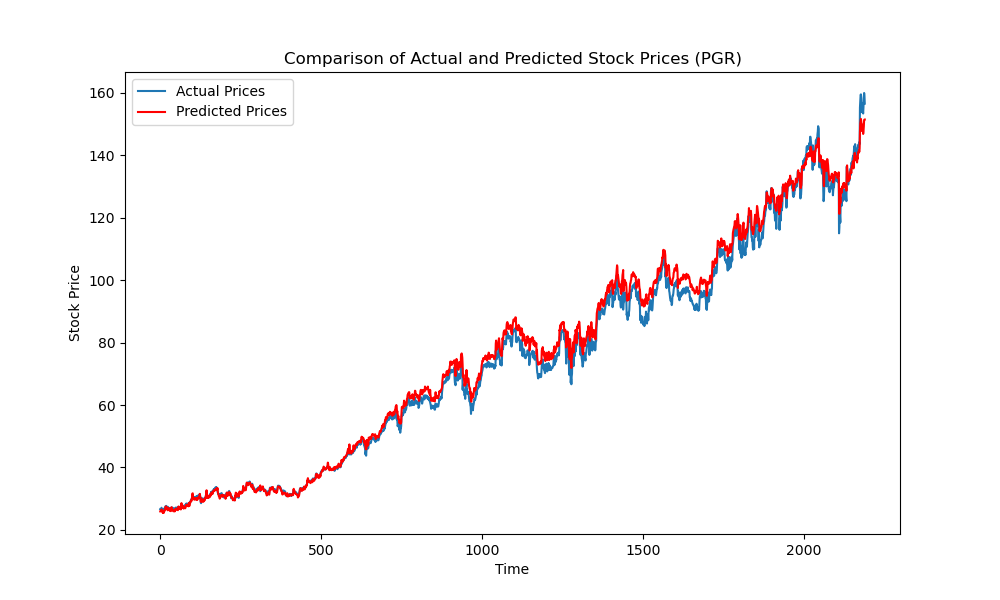 Comparison of Actual and Predicted Stock Prices (PGR)
Actual Prices
Predicted Prices
160
140
120
100
80
60
40
20
Stock Price
0 500 1000 1500 2000
Time